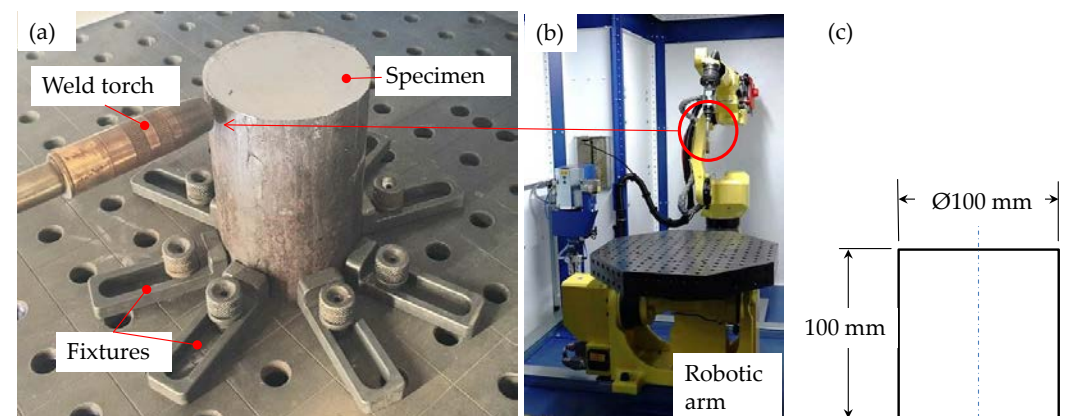 (a)
Weld torch
Specimen
Fixtures
(b)
Robotic
arm
(c)
Ø100 mm
100 mm